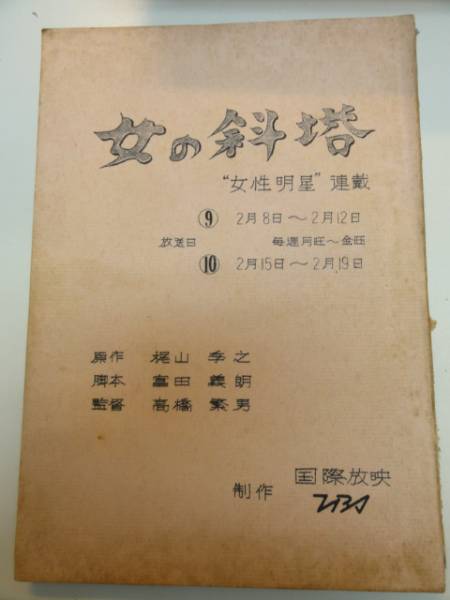 女の斜塔
"女性明星"連載
⑨ 2月8日〜2月12日
放送日 毎週月旺〜金旺
⑩ 2月15日〜2月19日
原作 梶山季之
脚本 富田義朗
監督 高橋繁男
制作 国際放映
TBS